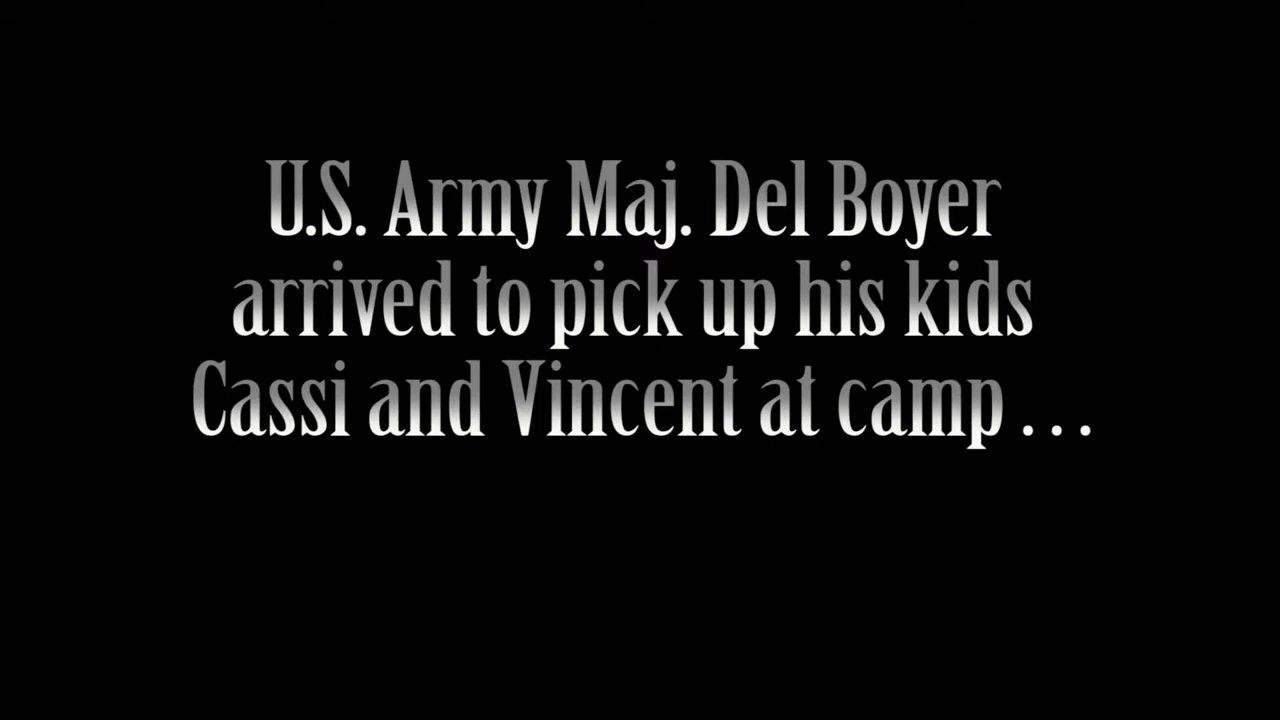 U.S. Army Maj. Del Boyer
arrived to pick up his kids
Cassi and Vincent at camp . . .